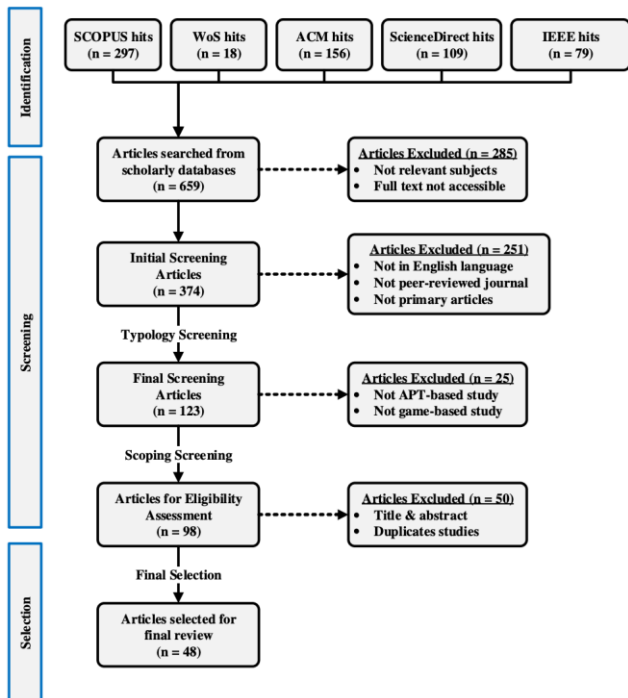 SCOPUS hits
(n = 297)
WoS hits
(n = 18)
ACM hits
(n = 156)
ScienceDirect hits
(n = 109)
IEEE hits
(n = 79)
Identification
Articles searched from
scholarly databases
(n = 659)
Articles Excluded (n = 285)
• Not relevant subjects
• Full text not accessible
Screening
Initial Screening
Articles
(n = 374)
Articles Excluded (n = 251)
• Not in English language
• Not peer-reviewed journal
• Not primary articles
Typology Screening
Final Screening
Articles
(n = 123)
Articles Excluded (n = 25)
• Not APT-based study
• Not game-based study
Scoping Screening
Articles for Eligibility
Assessment
(n = 98)
Articles Excluded (n = 50)
• Title & abstract
• Duplicates studies
Final Selection
Selection
Articles selected for
final review
(n = 48)